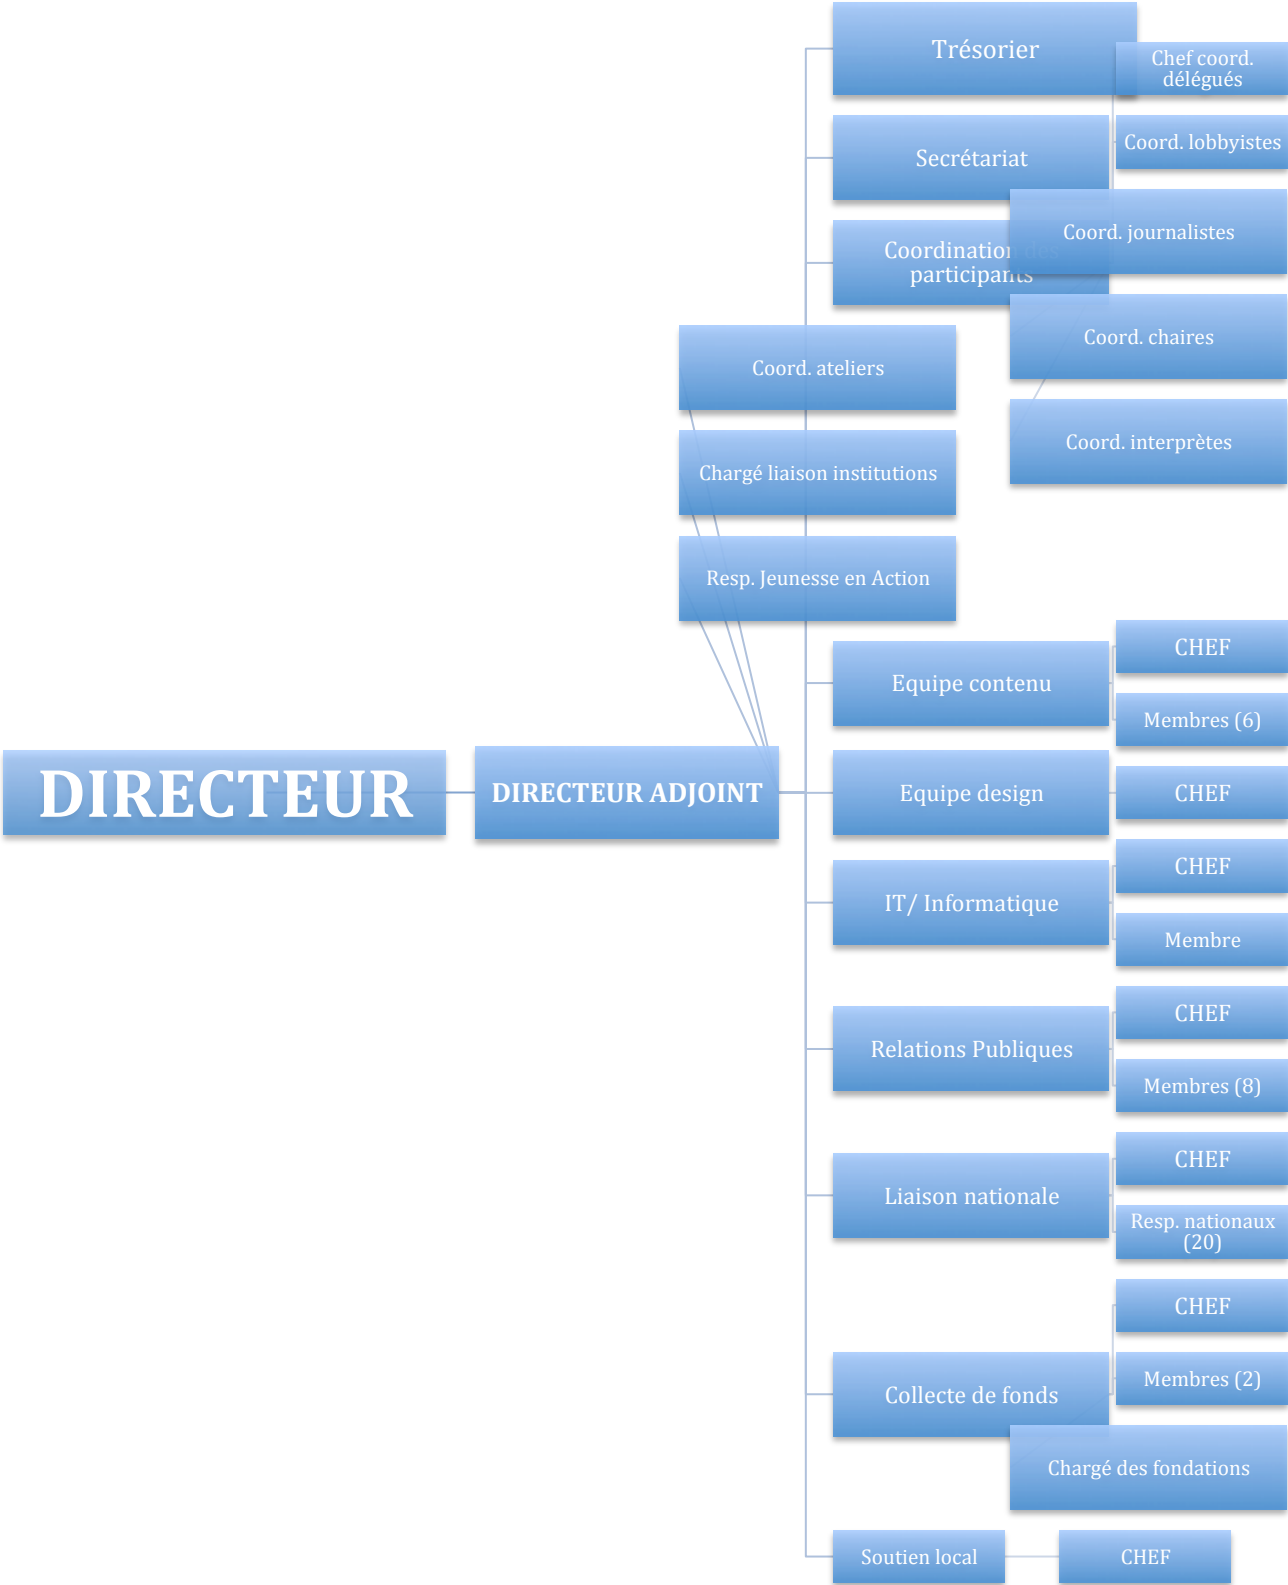 Trésorier
Chef coord.
délégués
Coord. lobbyistes
Secrétariat
Coord. journalistes
Coordination des
participants
Coord. chaires
Coord. ateliers
Coord. interprètes
Chargé liaison institutions
Resp. Jeunesse en Action
CHEF
Equipe contenu
Membres (6)
DIRECTEUR
DIRECTEUR ADJOINT
Equipe design
CHEF
CHEF
IT/ Informatique
Membre
CHEF
Relations Publiques
Membres (8)
CHEF
Liaison nationale
Resp. nationaux
(20)
CHEF
Membres (2)
Collecte de fonds
Chargé des fondations
Soutien local
CHEF